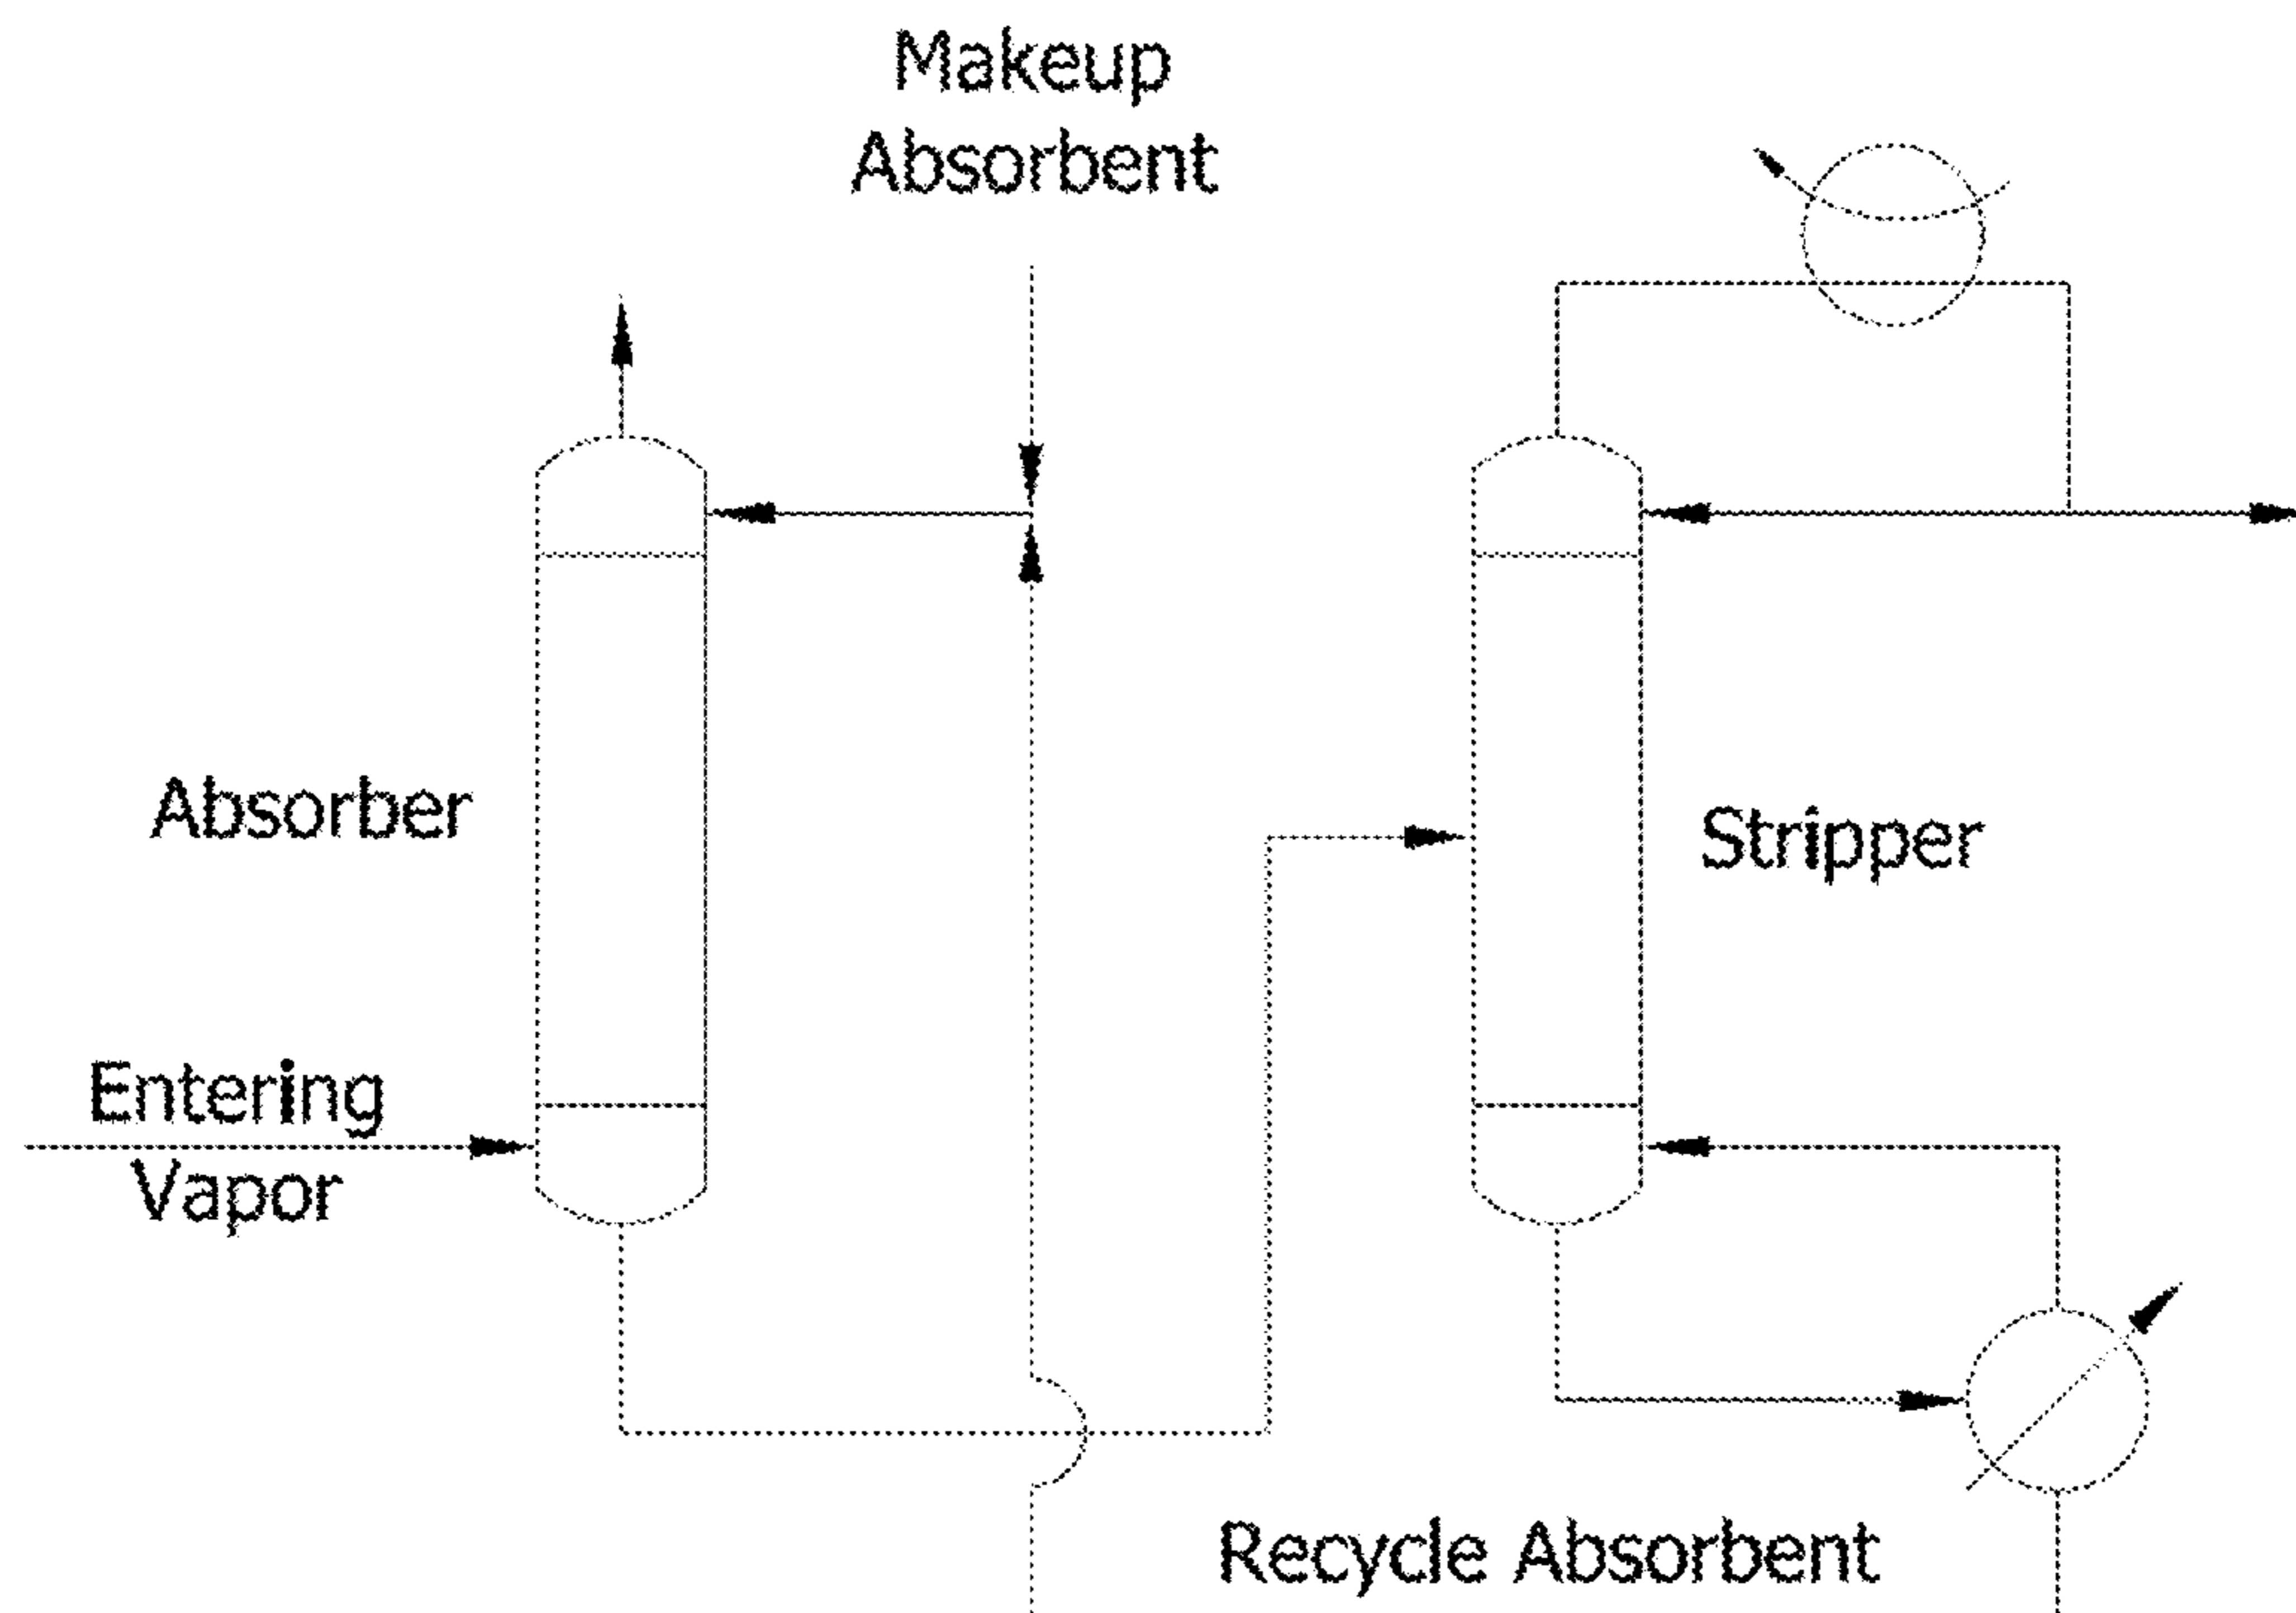 Makeup
Absorbent
Absorber
Stripper
Entering
Vapor
Recycle Absorbent